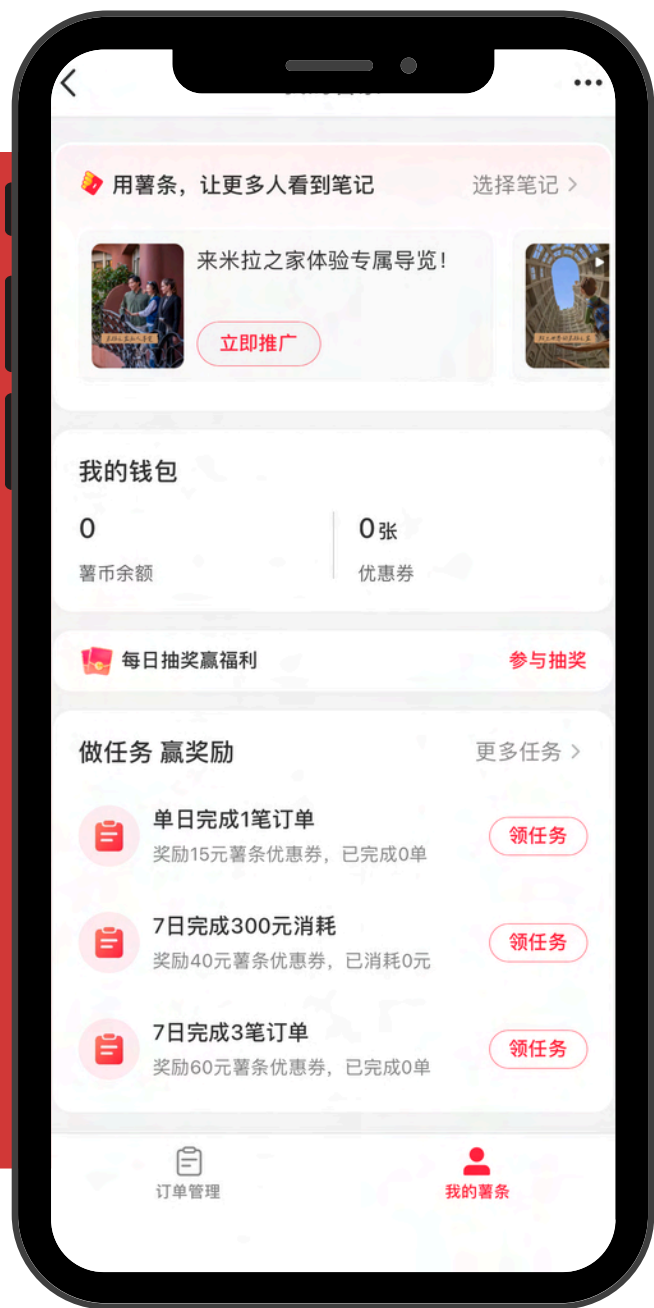 用薯条，让更多人看到笔记
选择笔记 >
来米拉之家体验专属导览！
立即推广
我的钱包
0
薯币余额
0张
优惠券
每日抽奖赢福利
参与抽奖
做任务 赢奖励
更多任务 >
单日完成1笔订单
奖励15元薯条优惠券，已完成0单
领任务
7日完成300元消耗
奖励40元薯条优惠券，已消耗0元
领任务
7日完成3笔订单
奖励60元薯条优惠券，已完成0单
领任务
订单管理
我的薯条